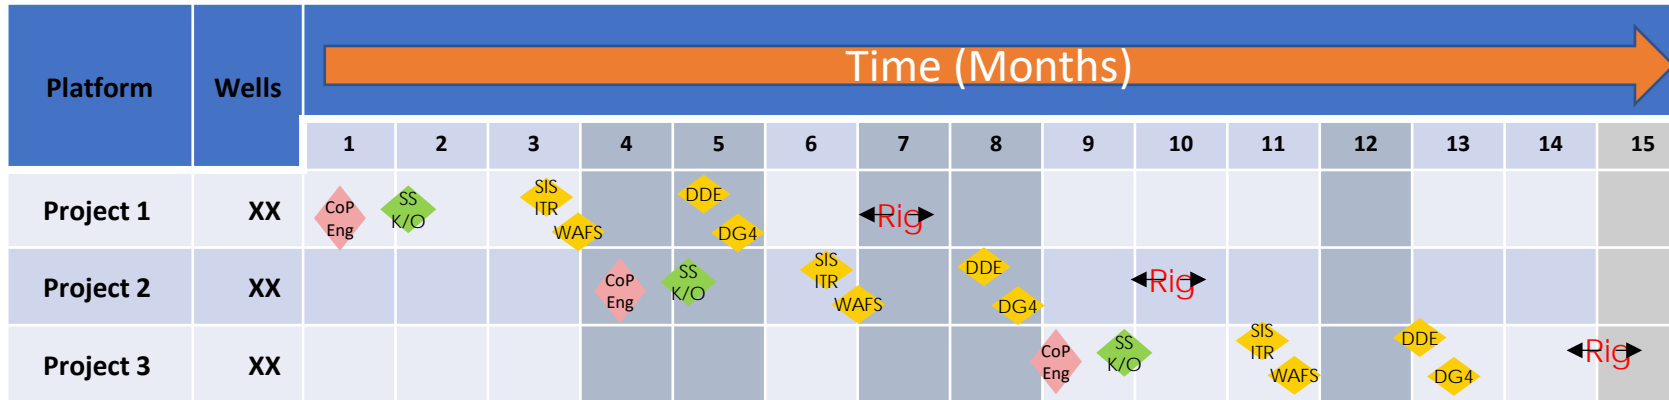 Platform Wells Time (Months)
1 2 3 4 5 6 7 8 9 10 11 12 13 14 15
Project 1 XX
CoP
Eng
SS
K/O
SIS
ITR
WAFS
DDE
DG4
Rig
Project 2 XX
CoP
Eng
SS
K/O
SIS
ITR
WAFS
DDE
DG4
Rig
Project 3 XX
CoP
Eng
SS
K/O
SIS
ITR
WAFS
DDE
DG4
Rig